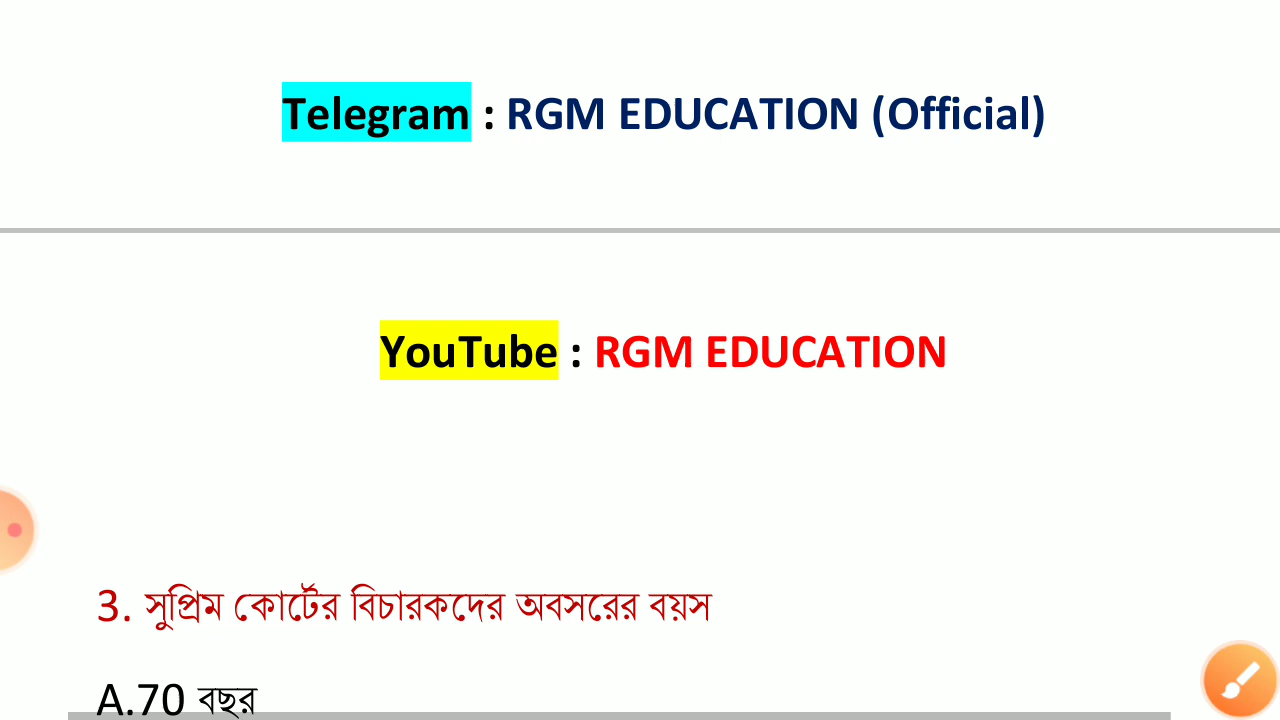 Telegram : RGM EDUCATION (Official)
YouTube : RGM EDUCATION
3. সুপ্রিম কোর্টের বিচারকদের অবসরের বয়স
A.70 বছর